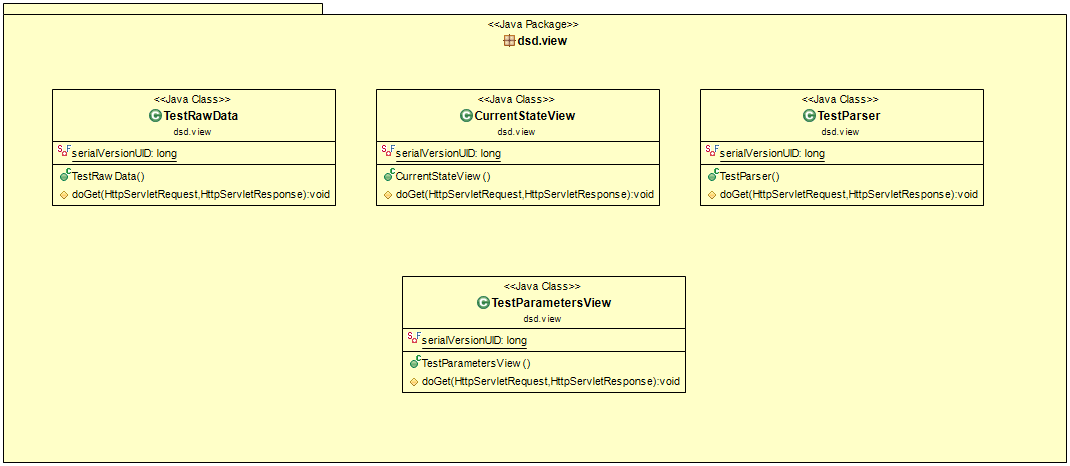 <<Java Package>>
dsd.view
<<Java Class>>
TestRawData
dsd.view
serialVersionUID: long
TestRawData()
doGet(HttpServletRequest,HttpServletResponse):void
<<Java Class>>
CurrentStateView
dsd.view
serialVersionUID: long
CurrentStateView()
doGet(HttpServletRequest,HttpServletResponse):void
<<Java Class>>
TestParser
dsd.view
serialVersionUID: long
TestParser()
doGet(HttpServletRequest,HttpServletResponse):void
<<Java Class>>
TestParametersView
dsd.view
serialVersionUID: long
TestParametersView()
doGet(HttpServletRequest,HttpServletResponse):void